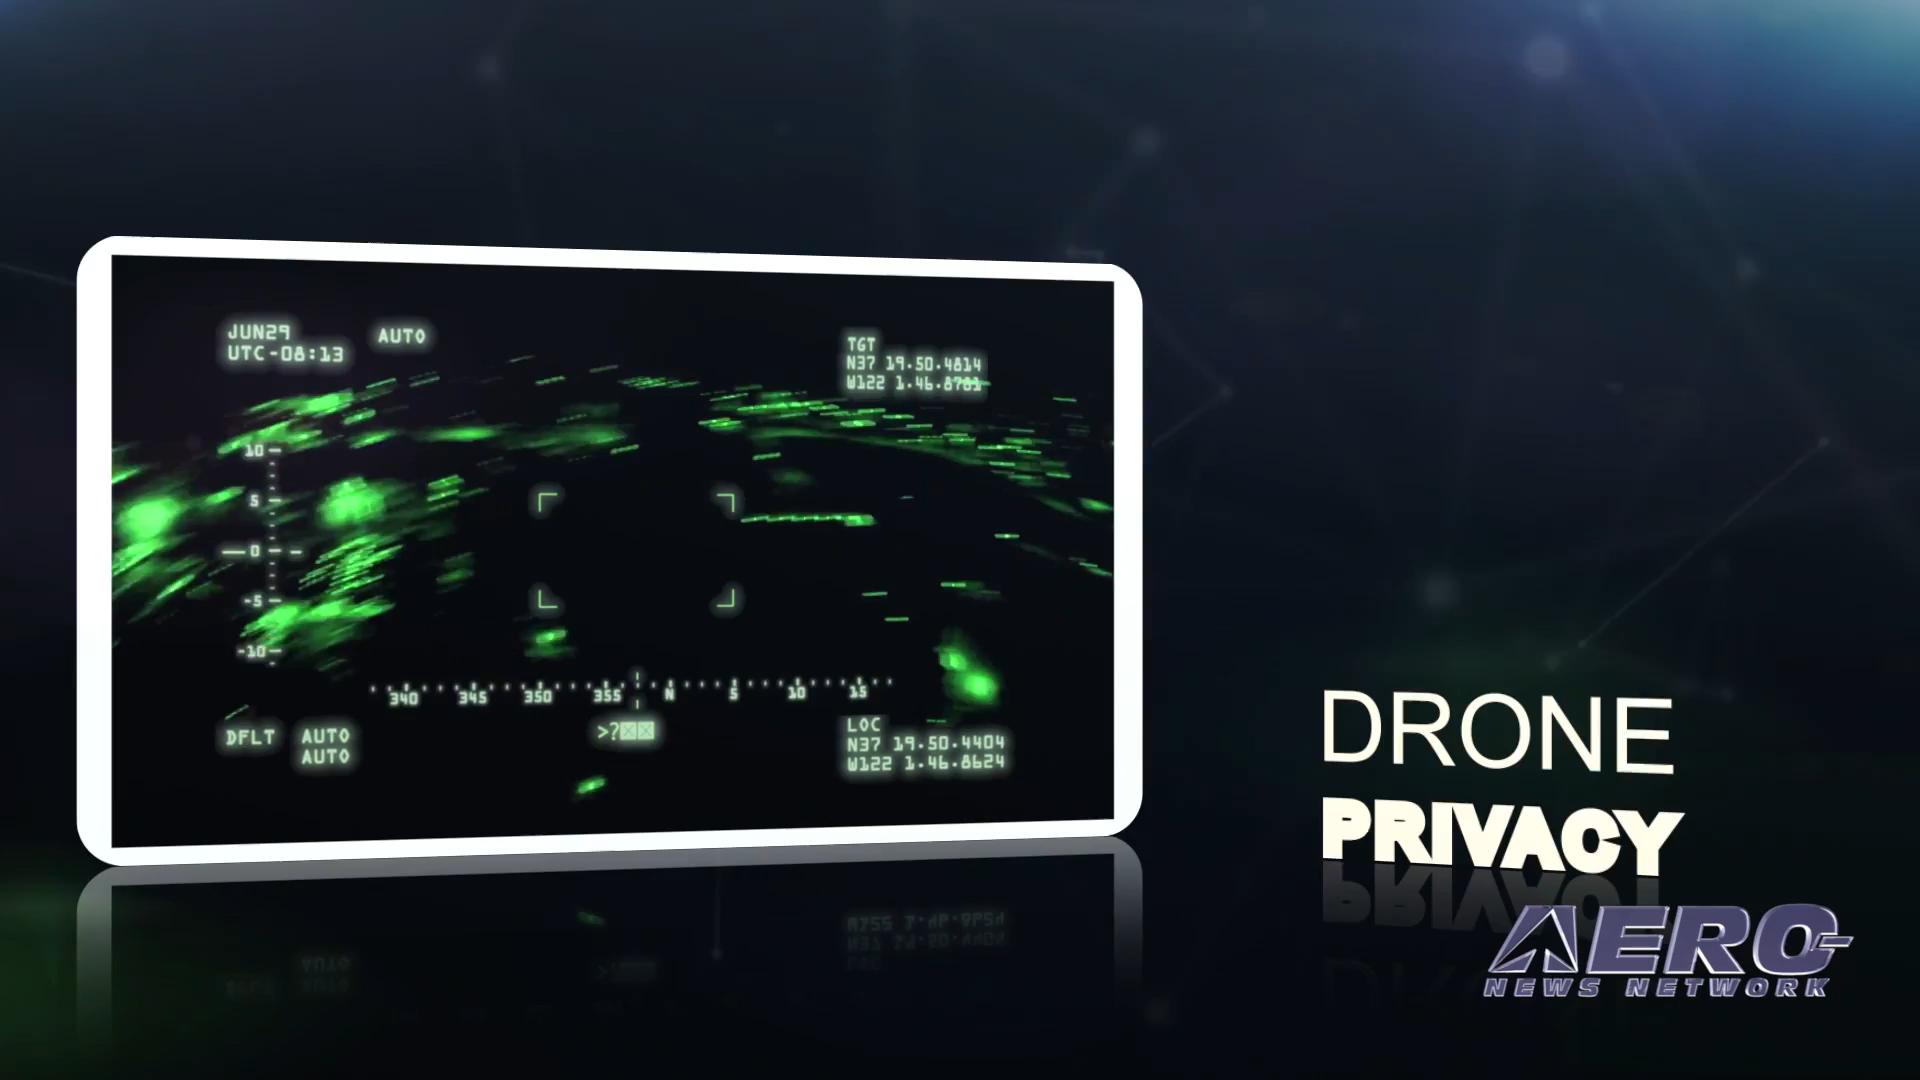 JUN29
UTC-08:13
AUTO
TGT
N37 19.50.4814
W122 1.46.8781
10
5
0
-5
-10
340 345 350 355 N 5 10 15
>?
DFLT
AUTO
AUTO
LOC
N37 19.50.4404
W122 1.46.8624
DRONE
PRIVACY
AERO-
NEWS NETWORK